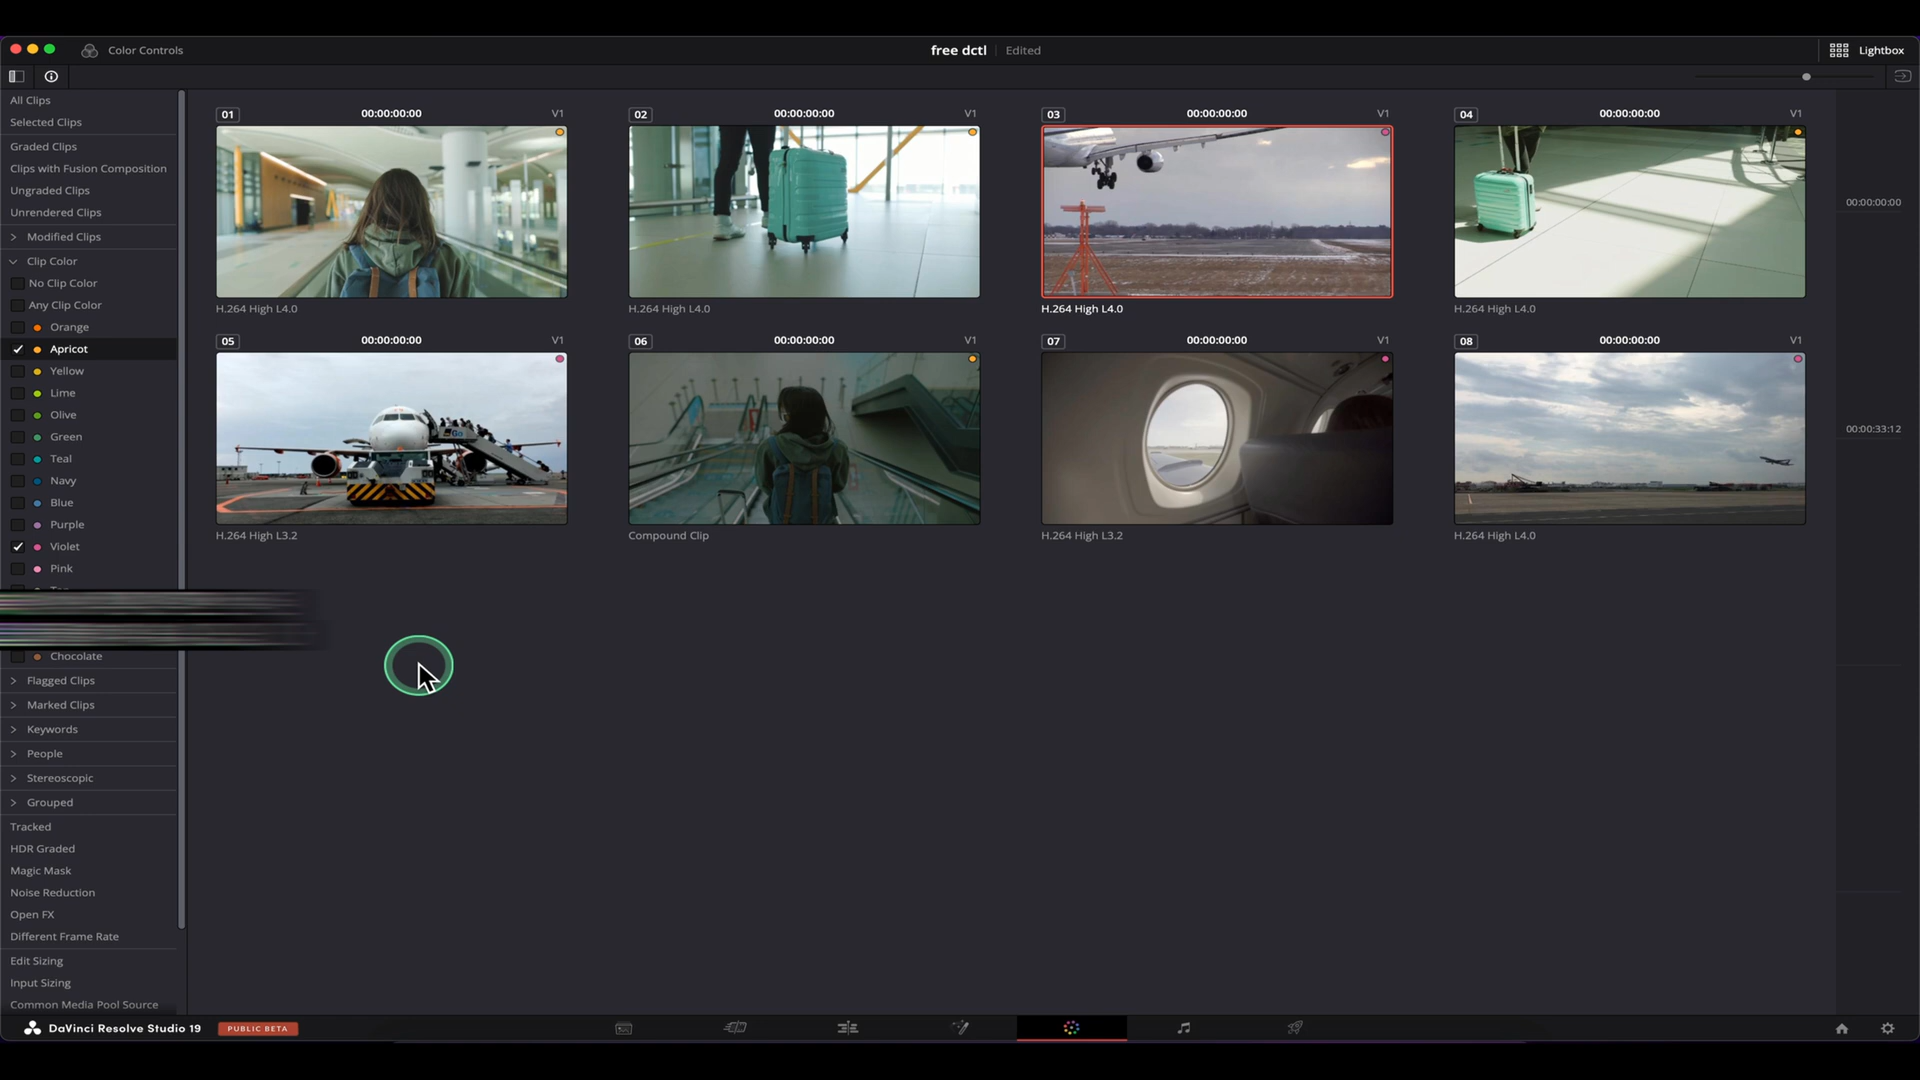 Color Controls
free dctl
Edited
Lightbox
All Clips
Selected Clips
Graded Clips
Clips with Fusion Composition
Ungraded Clips
Unrendered Clips
Modified Clips
Clip Color
No Clip Color
Any Clip Color
Orange
Apricot
Yellow
Lime
Olive
Green
Teal
Navy
Blue
Purple
Violet
Pink
Chocolate
Flagged Clips
Marked Clips
Keywords
People
Stereoscopic
Grouped
Tracked
HDR Graded
Magic Mask
Noise Reduction
Open FX
Different Frame Rate
Edit Sizing
Input Sizing
Common Media Pool Source
01 00:00:00:00 V1
H.264 High L4.0
02 00:00:00:00 V1
H.264 High L4.0
03 00:00:00:00 V1
H.264 High L4.0
04 00:00:00:00 V1
H.264 High L4.0
00:00:00:00
05 00:00:00:00 V1
H.264 High L3.2
06 00:00:00:00 V1
Compound Clip
07 00:00:00:00 V1
H.264 High L3.2
08 00:00:00:00 V1
H.264 High L4.0
00:00:33:12
DaVinci Resolve Studio 19
PUBLIC BETA